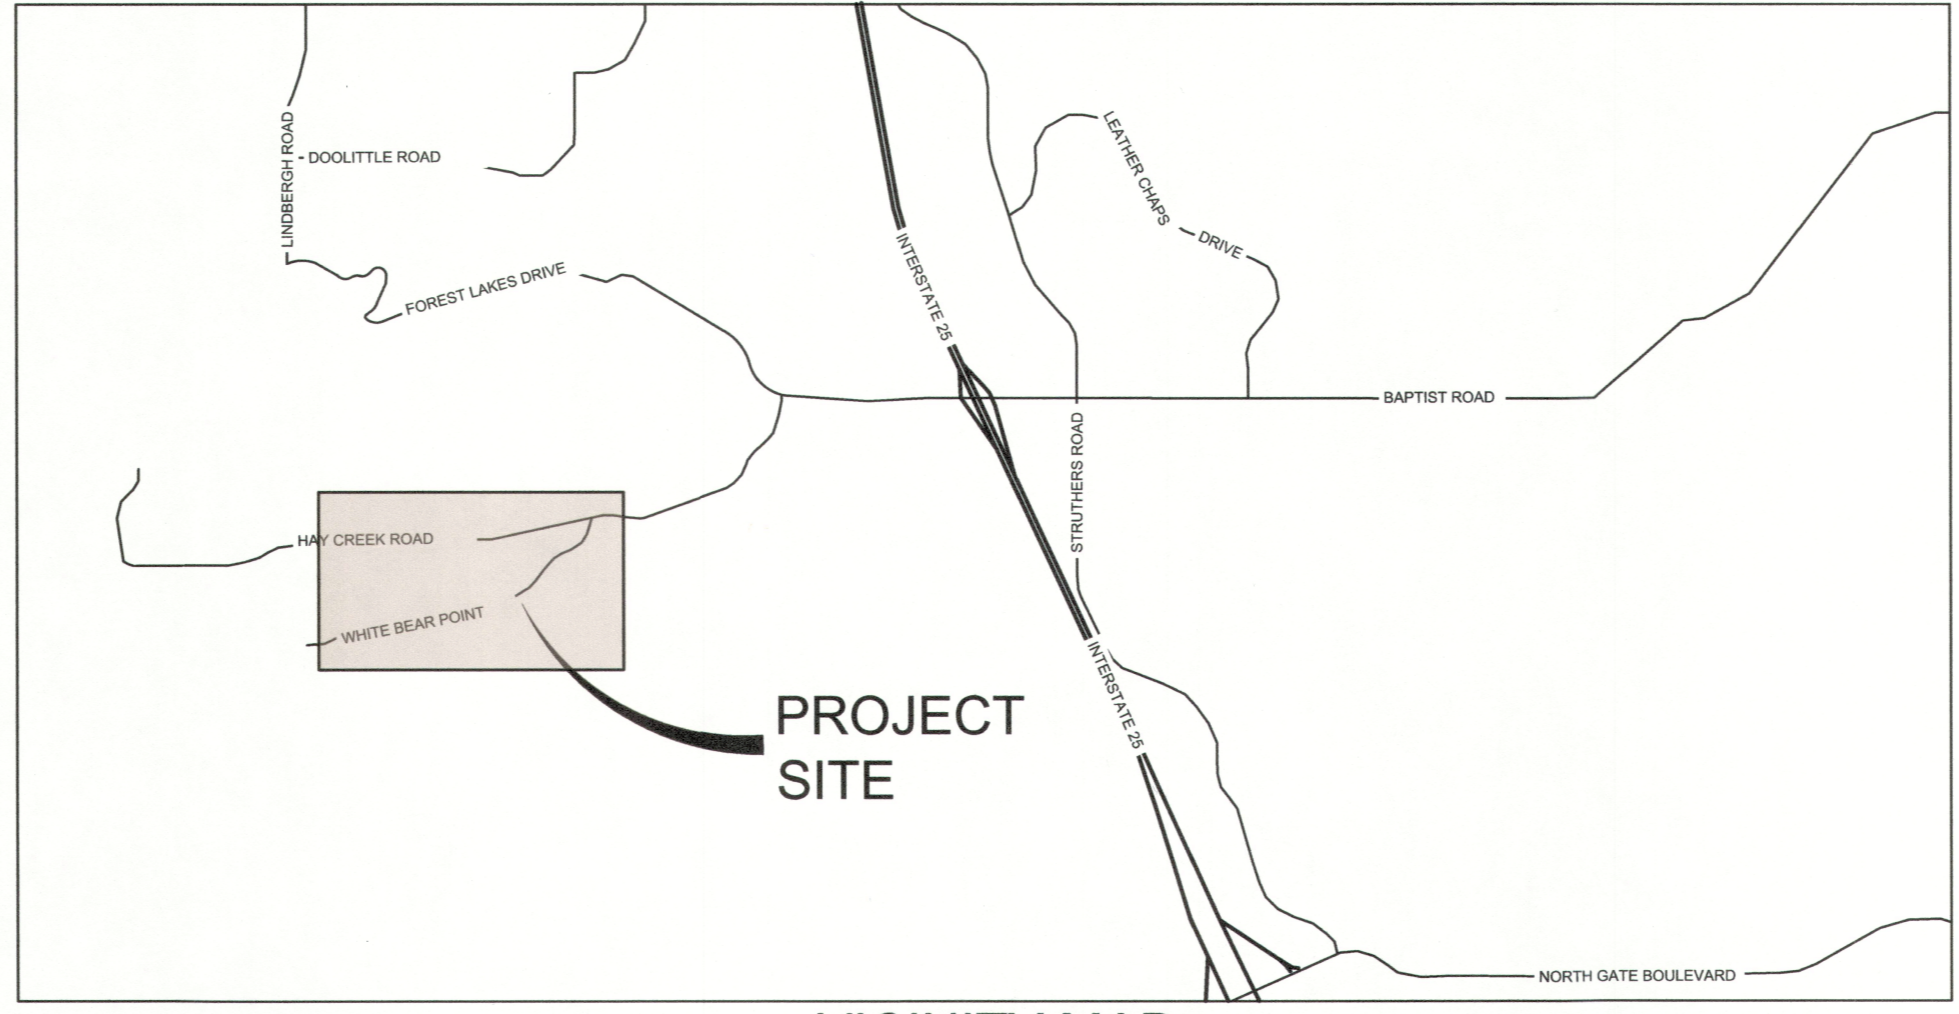 LINDBERGH ROAD
DOOLITTLE ROAD
LEATHER CHAPS
DRIVE
FOREST LAKES DRIVE
INTERSTATE 25
BAPTIST ROAD
STRUTHERS ROAD
HAY CREEK ROAD
WHITE BEAR POINT
INTERSTATE 25
PROJECT
SITE
NORTH GATE BOULEVARD